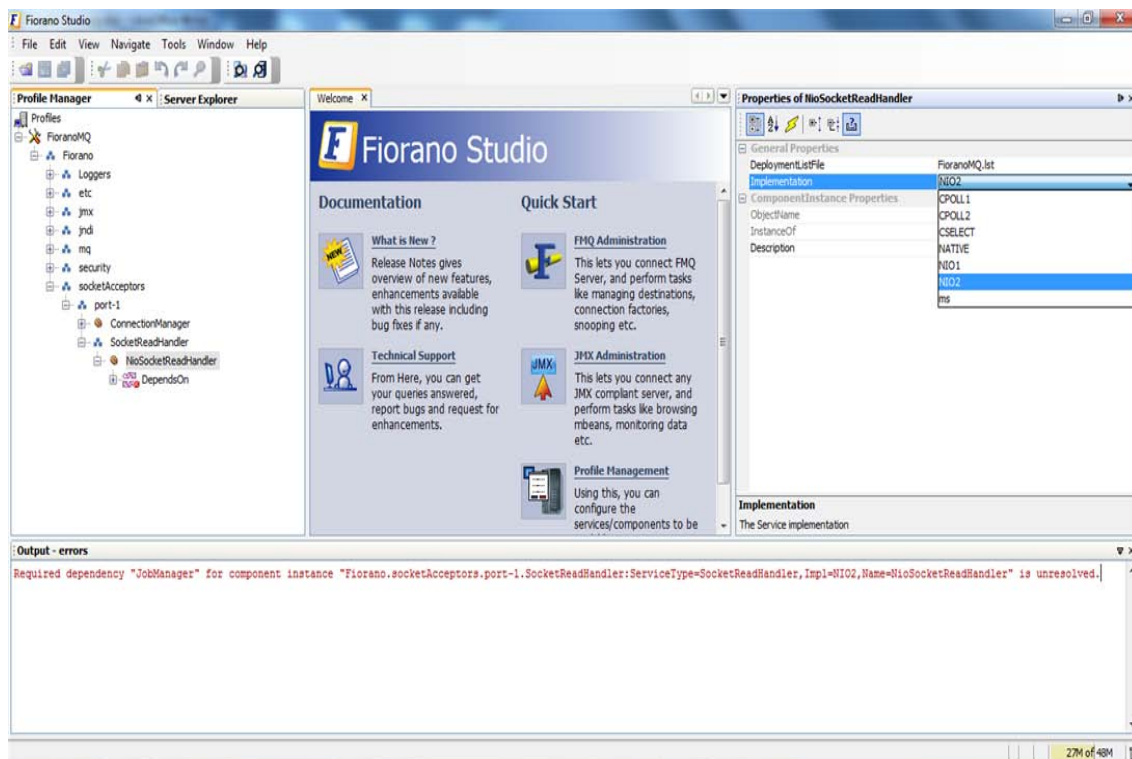 Fiorano Studio
File Edit View Navigate Tools Window Help
Profile Manager
Server Explorer
Profiles
FioranoMQ
Fiorano
Loggers
etc
jmx
jndi
mq
security
socketAcceptors
port-1
ConnectionManager
SocketReadHandler
NioSocketReadHandler
DependsOn
Welcome
Fiorano Studio
Documentation
What is New ?
Release Notes gives
overview of new features,
enhancements available
with this release including
bug fixes if any.
Technical Support
From Here, you can get
your queries answered,
report bugs and request for
enhancements.
Quick Start
FMQ Administration
This lets you connect FMQ
Server, and perform tasks
like managing destinations,
connection factories,
snooping etc.
JMX
JMX Administration
This lets you connect any
JMX compliant server, and
perform tasks like browsing
mbeans, monitoring data
etc.
Profile Management
Using this, you can
configure the
services/components to be
Properties of NioSocketReadHandler
General Properties
DeploymentListFile FioranoMQ.lst
Implementation NIO2
ComponentInstance Properties
ObjectName
InstanceOf
Description
CPOLL1
CPOLL2
CSELECT
NATIVE
NIO1
NIO2
ms
Implementation
The Service implementation
Output - errors
Required dependency "JobManager" for component instance "Fiorano.socketAcceptors.port-1.SocketReadHandler:ServiceType=SocketReadHandler,Impl=NIO2,Name=NioSocketReadHandler" is unresolved.
27M of 48M